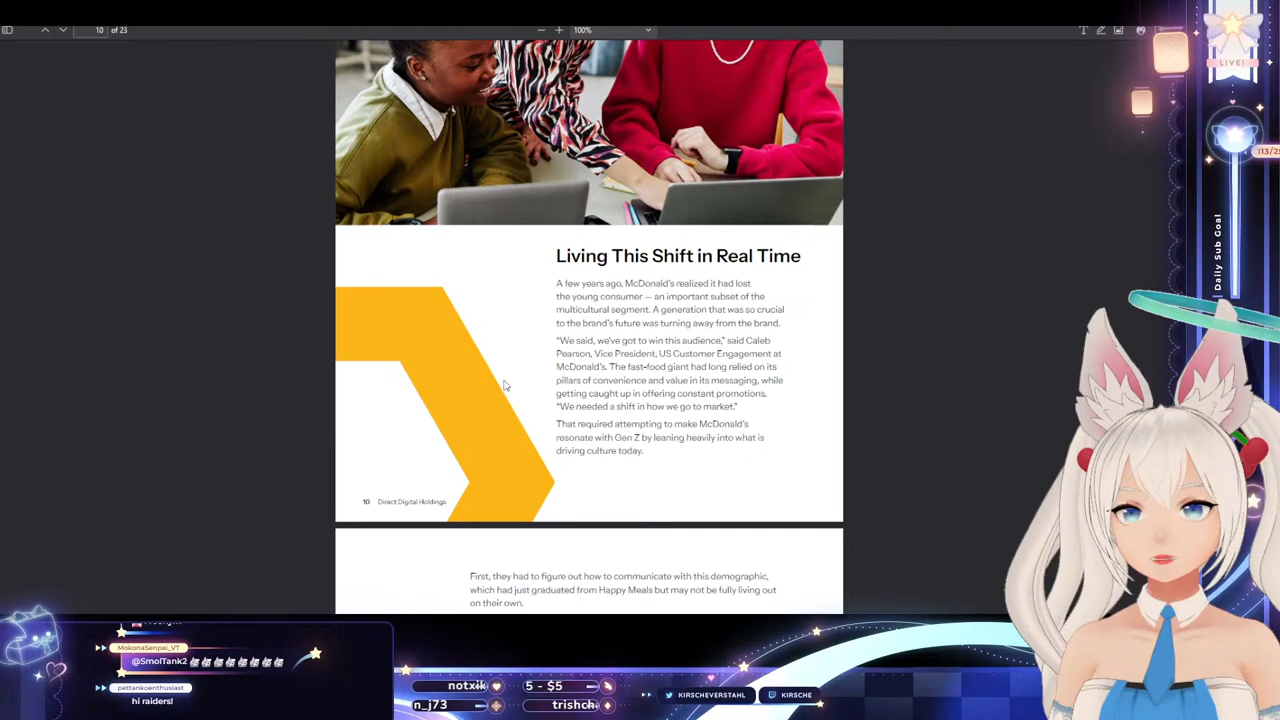 10 of 23
100%
LIVE!
113/25
Daily Sub Goal
Living This Shift in Real Time
A few years ago, McDonald's realized it had lost
the young consumer — an important subset of the
multicultural segment. A generation that was so crucial
to the brand's future was turning away from the brand.
"We said, we've got to win this audience," said Caleb
Pearson, Vice President, US Customer Engagement at
McDonald's. The fast-food giant had long relied on its
pillars of convenience and value in its messaging, while
getting caught up in offering constant promotions.
"We needed a shift in how we go to market."
That required attempting to make McDonald's
resonate with Gen Z by leaning heavily into what is
driving culture today.
10 Direct Digital Holdings
First, they had to figure out how to communicate with this demographic,
which had just graduated from Happy Meals but may not be fully living out
on their own.
MokonaSenpai_VT
@SmolTank2
pettankoenthusiast
hi raiders!
notxik
5 - $5
n_j73
trishch
KIRSCHEVERSTAHL
KIRSCHE